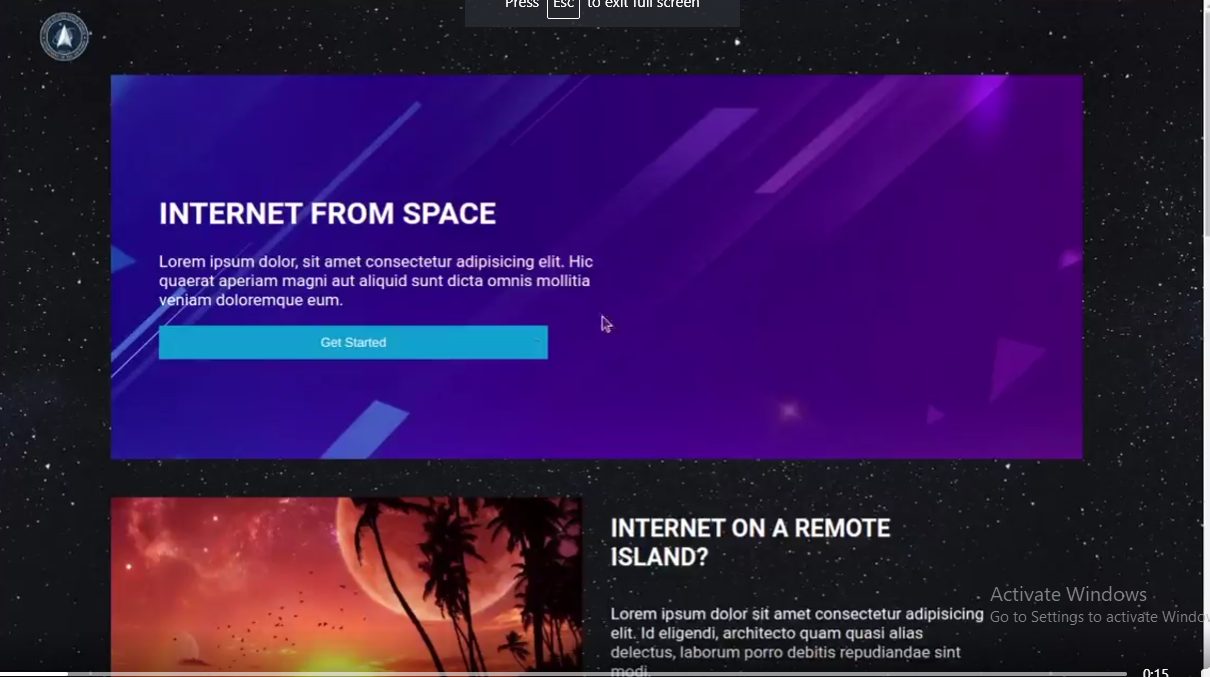 Press Esc to exit full screen
INTERNET FROM SPACE
Lorem ipsum dolor, sit amet consectetur adipisicing elit. Hic
quaerat aperiam magni aut aliquid sunt dicta omnis mollitia
veniam doloremque eum.
Get Started
INTERNET ON A REMOTE
ISLAND?
Lorem ipsum dolor sit amet consectetur adipisicing
elit. Id eligendi, architecto quam quasi alias
delectus, laborum porro debitis repudiandae sint
modi.
Activate Windows
Go to Settings to activate Window
0:15